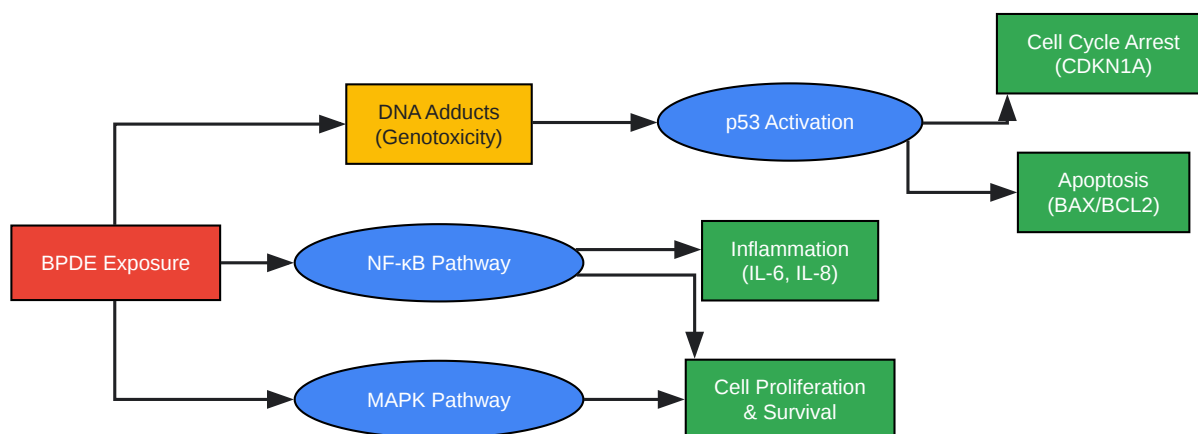 Cell Cycle Arrest
(CDKN1A)
DNA Adducts
(Genotoxicity)
p53 Activation
Apoptosis
(BAX/BCL2)
BPDE Exposure
NF-κB Pathway
Inflammation
(IL-6, IL-8)
MAPK Pathway
Cell Proliferation
& Survival